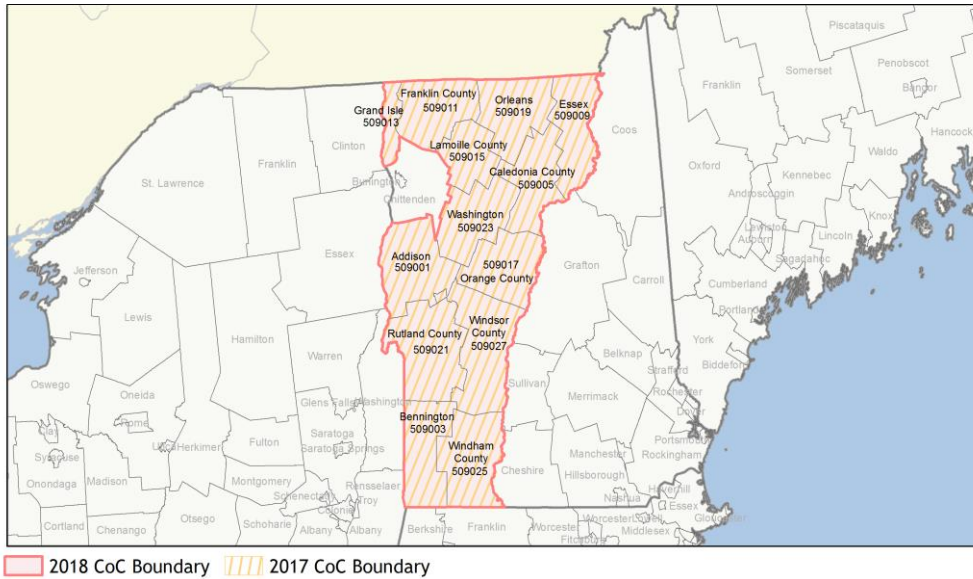 Piscataquis
Penobscot
Somerset
Franklin
Bangor
Franklin County
509011
Orleans
509019
Essex
509009
Grand Isle
509013
Coos
Hancock
Clinton
Lamoille County
509015
Waldo
Franklin
Oxford
Kennebec
St. Lawrence
Caledonia County
509005
Burlington
Androscoggin
Chittenden
Knox
Washington
509023
Lewiston
Auburn
Lincoln
Sagadahoc
Essex
Addison
509001
509017
Orange County
Grafton
Carroll
Jefferson
Cumberland
Portland
Lewis
Windsor
County
509027
Rutland County
509021
York
Hamilton
Warren
Belknap
Biddeford
Strafford
Oswego
Oneida
Sullivan
Rochester
Merrimack
Glens Falls
Washington
Dover
Rome
Bennington
509003
Saratoga
Saratoga Springs
Clay
Fulton
Utica
Herkimer
Portsmouth
Syracuse
Windham
County
509025
Manchester
Rockingham
Cheshire
Hillsborough
Onondaga
Madison
Montgomery
Rensselaer
Schenectady
Troy
Nashua
Haverhill
Otsego
Colonie
Essex
Cortland
Chenango
Schoharie
Albany
Albany
Berkshire
Franklin
Worcester
Worcester
Lowell
Gloucester
Fitchburg
Middlesex
2018 CoC Boundary
2017 CoC Boundary